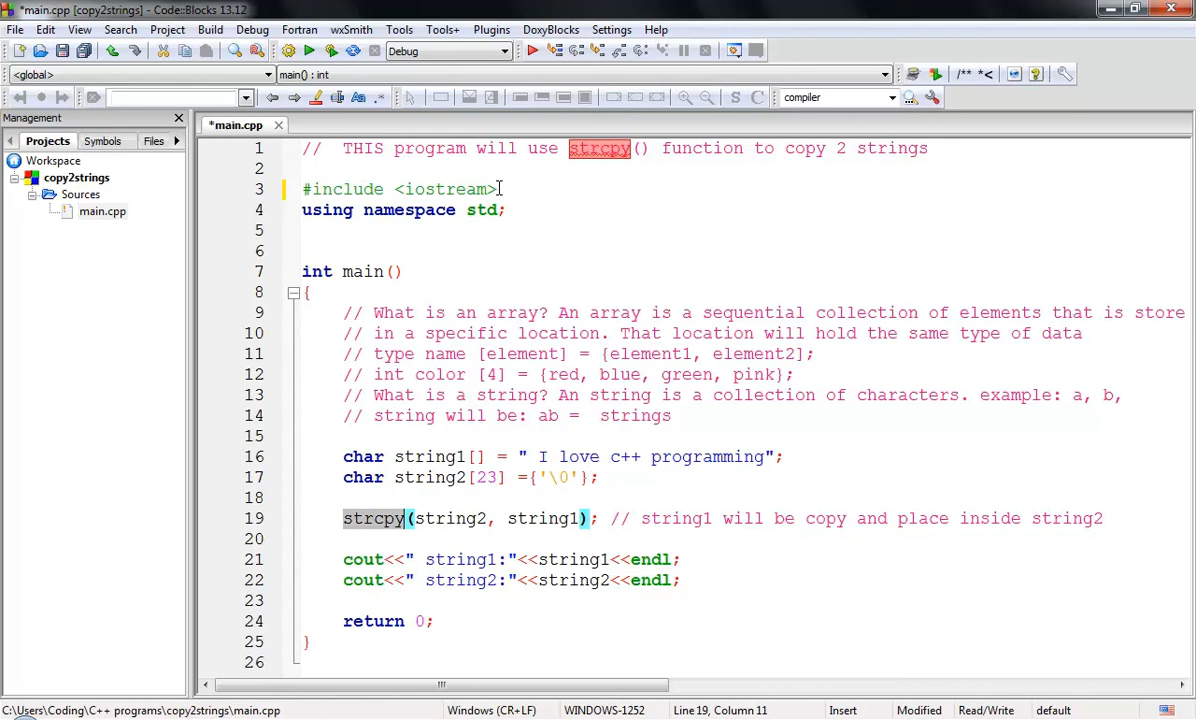 *main.cpp [copy2strings] - Code::Blocks 13.12
File Edit View Search Project Build Debug Fortran wxSmith Tools Tools+ Plugins DoxyBlocks Settings Help
Debug
<global> main() : int /** *<
S C compiler
Management
Projects Symbols Files
*main.cpp
Workspace
copy2strings
Sources
main.cpp
1 // THIS program will use strcpy() function to copy 2 strings
2
3 #include <iostream>
4 using namespace std;
5
6
7 int main()
8 {
9 // What is an array? An array is a sequential collection of elements that is store
10 // in a specific location. That location will hold the same type of data
11 // type name [element] = {element1, element2];
12 // int color [4] = {red, blue, green, pink};
13 // What is a string? An string is a collection of characters. example: a, b,
14 // string will be: ab =  strings
15
16 char string1[] = " I love c++ programming";
17 char string2[23] ={'\0'};
18
19 strcpy(string2, string1); // string1 will be copy and place inside string2
20
21 cout<<" string1:"<<string1<<endl;
22 cout<<" string2:"<<string2<<endl;
23
24 return 0;
25 }
26
C:\Users\Coding\C++ programs\copy2strings\main.cpp Windows (CR+LF) WINDOWS-1252 Line 19, Column 11 Insert Modified Read/Write default